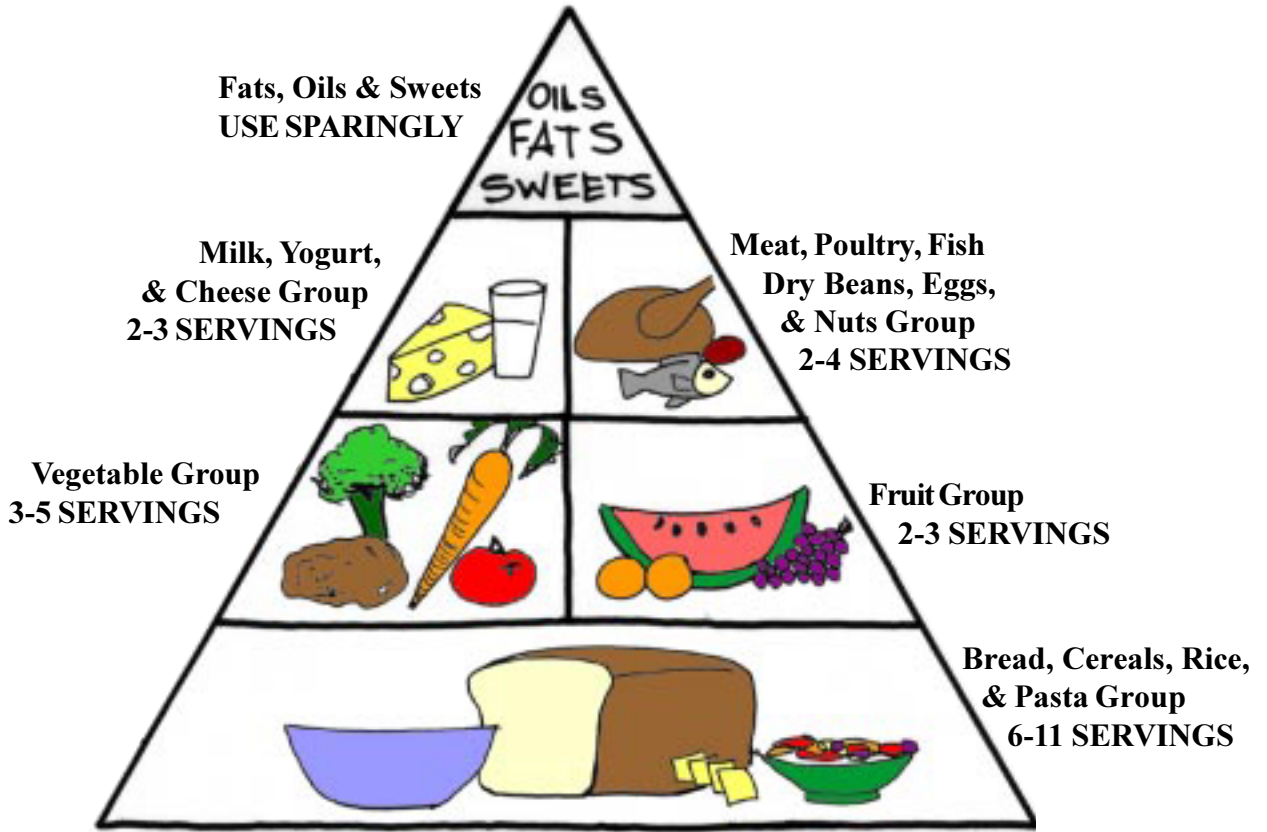 Fats, Oils & Sweets
USE SPARINGLY
OILS
FATS
SWEETS
Milk, Yogurt,
& Cheese Group
2-3 SERVINGS
Meat, Poultry, Fish
Dry Beans, Eggs,
& Nuts Group
2-4 SERVINGS
Vegetable Group
3-5 SERVINGS
Fruit Group
2-3 SERVINGS
Bread, Cereals, Rice,
& Pasta Group
6-11 SERVINGS